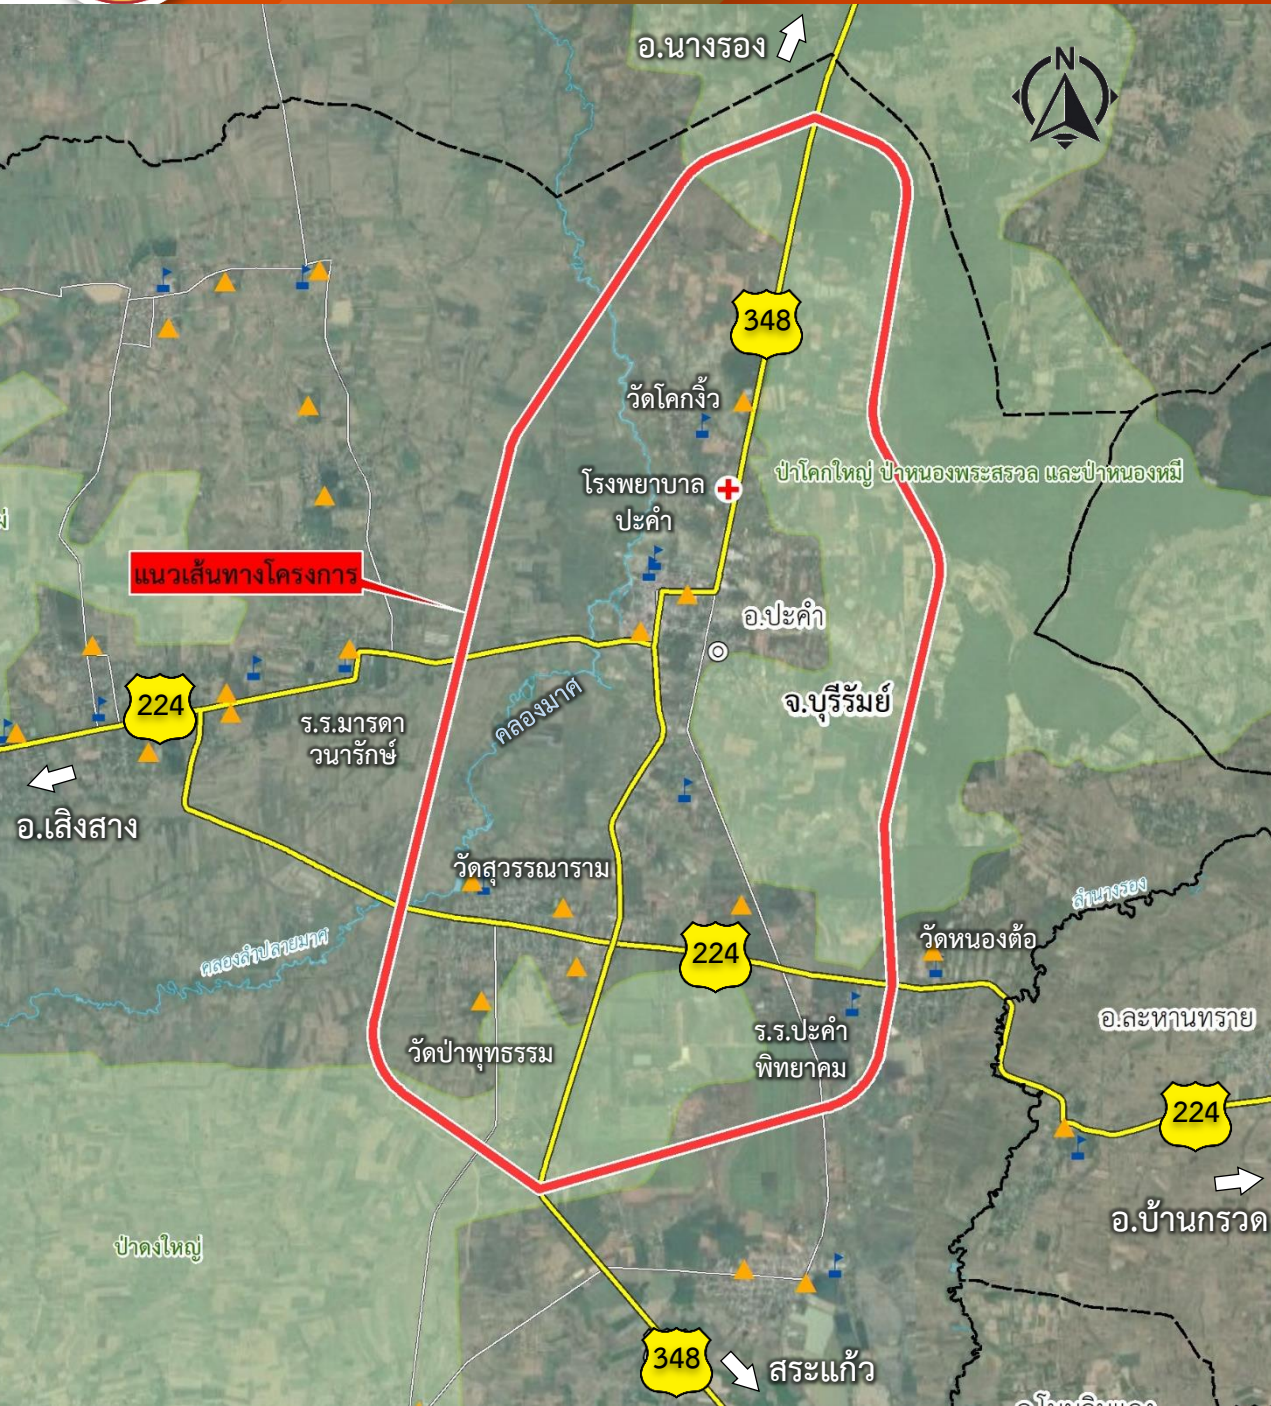 อ.นางรอง
N
348
วัดโคกงิ้ว
ป่าโคกใหญ่ ป่าหนองพระสรวล และป่าหนองหมี
โรงพยาบาล
ปะคำ
แนวเส้นทางโครงการ
อ.ปะคำ
จ.บุรีรัมย์
224
คลองมาศ
ร.ร.มารดา
วนารักษ์
อ.เสิงสาง
วัดสุวรรณาราม
ลำนางรอง
คลองลำปลายมาศ
224
วัดหนองต้อ
อ.ละหานทราย
ร.ร.ปะคำ
พิทยาคม
วัดป่าพุทธรรม
224
อ.บ้านกรวด
ป่าดงใหญ่
348
สระแก้ว